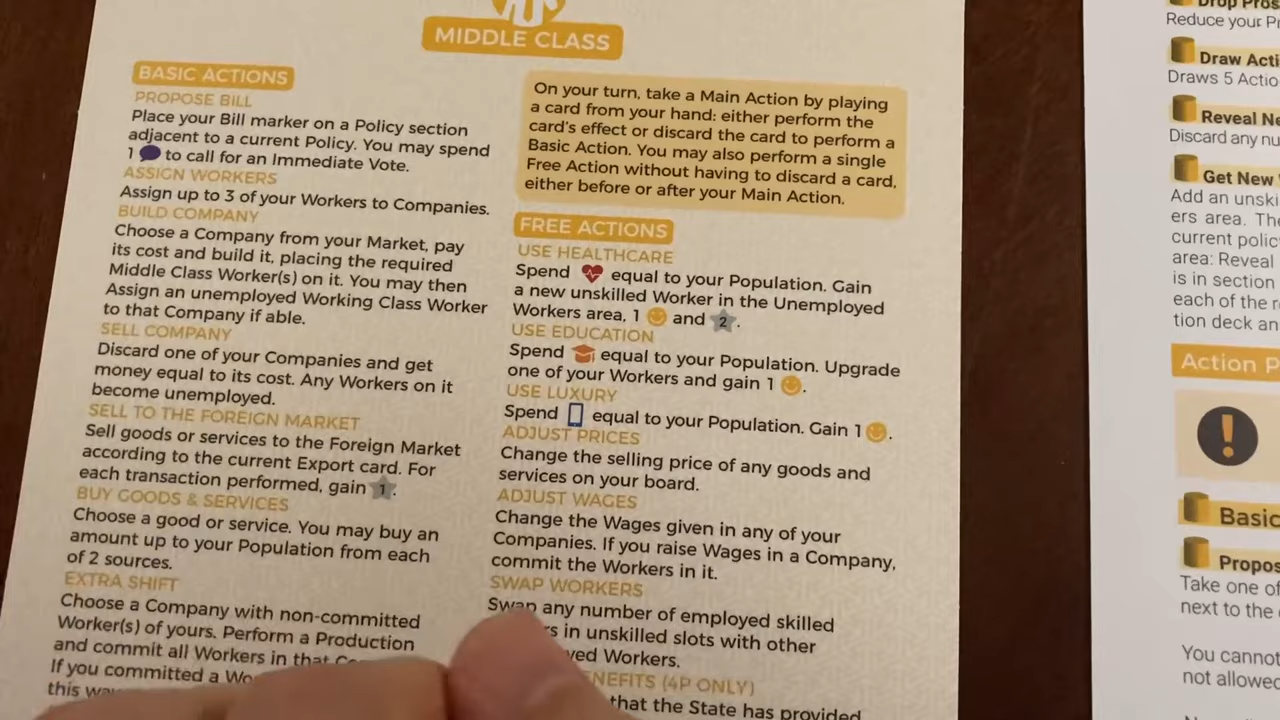 MIDDLE CLASS
BASIC ACTIONS
PROPOSE BILL
Place your Bill marker on a Policy section
adjacent to a current Policy. You may spend
1 to call for an Immediate Vote.
ASSIGN WORKERS
Assign up to 3 of your Workers to Companies.
BUILD COMPANY
Choose a Company from your Market, pay
its cost and build it, placing the required
Middle Class Worker(s) on it. You may then
Assign an unemployed Working Class Worker
to that Company if able.
SELL COMPANY
Discard one of your Companies and get
money equal to its cost. Any Workers on it
become unemployed.
SELL TO THE FOREIGN MARKET
Sell goods or services to the Foreign Market
according to the current Export card. For
each transaction performed, gain 1.
BUY GOODS & SERVICES
Choose a good or service. You may buy an
amount up to your Population from each
of 2 sources.
EXTRA SHIFT
Choose a Company with non-committed
Worker(s) of yours. Perform a Production
and commit all Workers in that
If you committed a
this
On your turn, take a Main Action by playing
a card from your hand: either perform the
card's effect or discard the card to perform a
Basic Action. You may also perform a single
Free Action without having to discard a card,
either before or after your Main Action.
FREE ACTIONS
USE HEALTHCARE
Spend equal to your Population. Gain
a new unskilled Worker in the Unemployed
Workers area, 1 and 2.
USE EDUCATION
Spend equal to your Population. Upgrade
one of your Workers and gain 1.
USE LUXURY
Spend equal to your Population. Gain 1.
ADJUST PRICES
Change the selling price of any goods and
services on your board.
ADJUST WAGES
Change the Wages given in any of your
Companies. If you raise Wages in a Company,
commit the Workers in it.
SWAP WORKERS
Swap any number of employed skilled
in unskilled slots with other
Workers.
(4P ONLY)
that the State has provided
Drop
Reduce your
Draw
Draws 5
Reveal
Discard any
Get New
Add an
ers area. The
current
area: Reveal
is in section
each of the
tion deck
Action
!
Basic
Take one of
next to the
You cannot
not